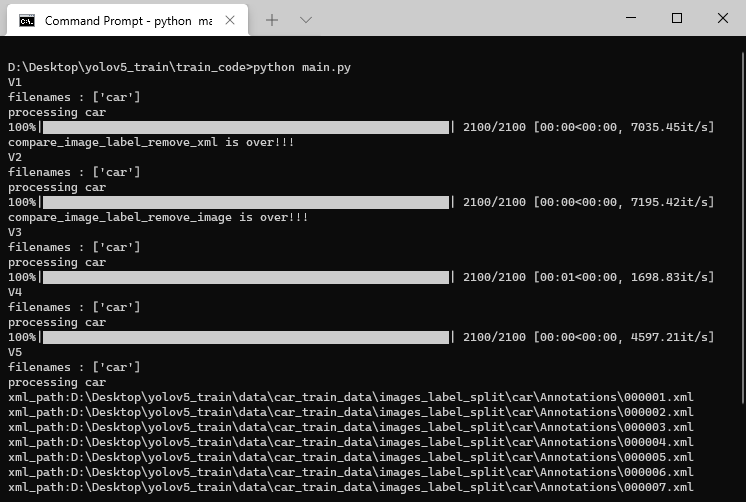 Command Prompt - python ma
D:\Desktop\yolov5_train\train_code>python main.py
V1
filenames : ['car']
processing car
100%| | 2100/2100 [00:00<00:00, 7035.45it/s]
compare_image_label_remove_xml is over!!!
V2
filenames : ['car']
processing car
100%| | 2100/2100 [00:00<00:00, 7195.42it/s]
compare_image_label_remove_image is over!!!
V3
filenames : ['car']
processing car
100%| | 2100/2100 [00:01<00:00, 1698.83it/s]
V4
filenames : ['car']
processing car
100%| | 2100/2100 [00:00<00:00, 4597.21it/s]
V5
filenames : ['car']
processing car
xml_path:D:\Desktop\yolov5_train\data\car_train_data\images_label_split\car\Annotations\000001.xml
xml_path:D:\Desktop\yolov5_train\data\car_train_data\images_label_split\car\Annotations\000002.xml
xml_path:D:\Desktop\yolov5_train\data\car_train_data\images_label_split\car\Annotations\000003.xml
xml_path:D:\Desktop\yolov5_train\data\car_train_data\images_label_split\car\Annotations\000004.xml
xml_path:D:\Desktop\yolov5_train\data\car_train_data\images_label_split\car\Annotations\000005.xml
xml_path:D:\Desktop\yolov5_train\data\car_train_data\images_label_split\car\Annotations\000006.xml
xml_path:D:\Desktop\yolov5_train\data\car_train_data\images_label_split\car\Annotations\000007.xml